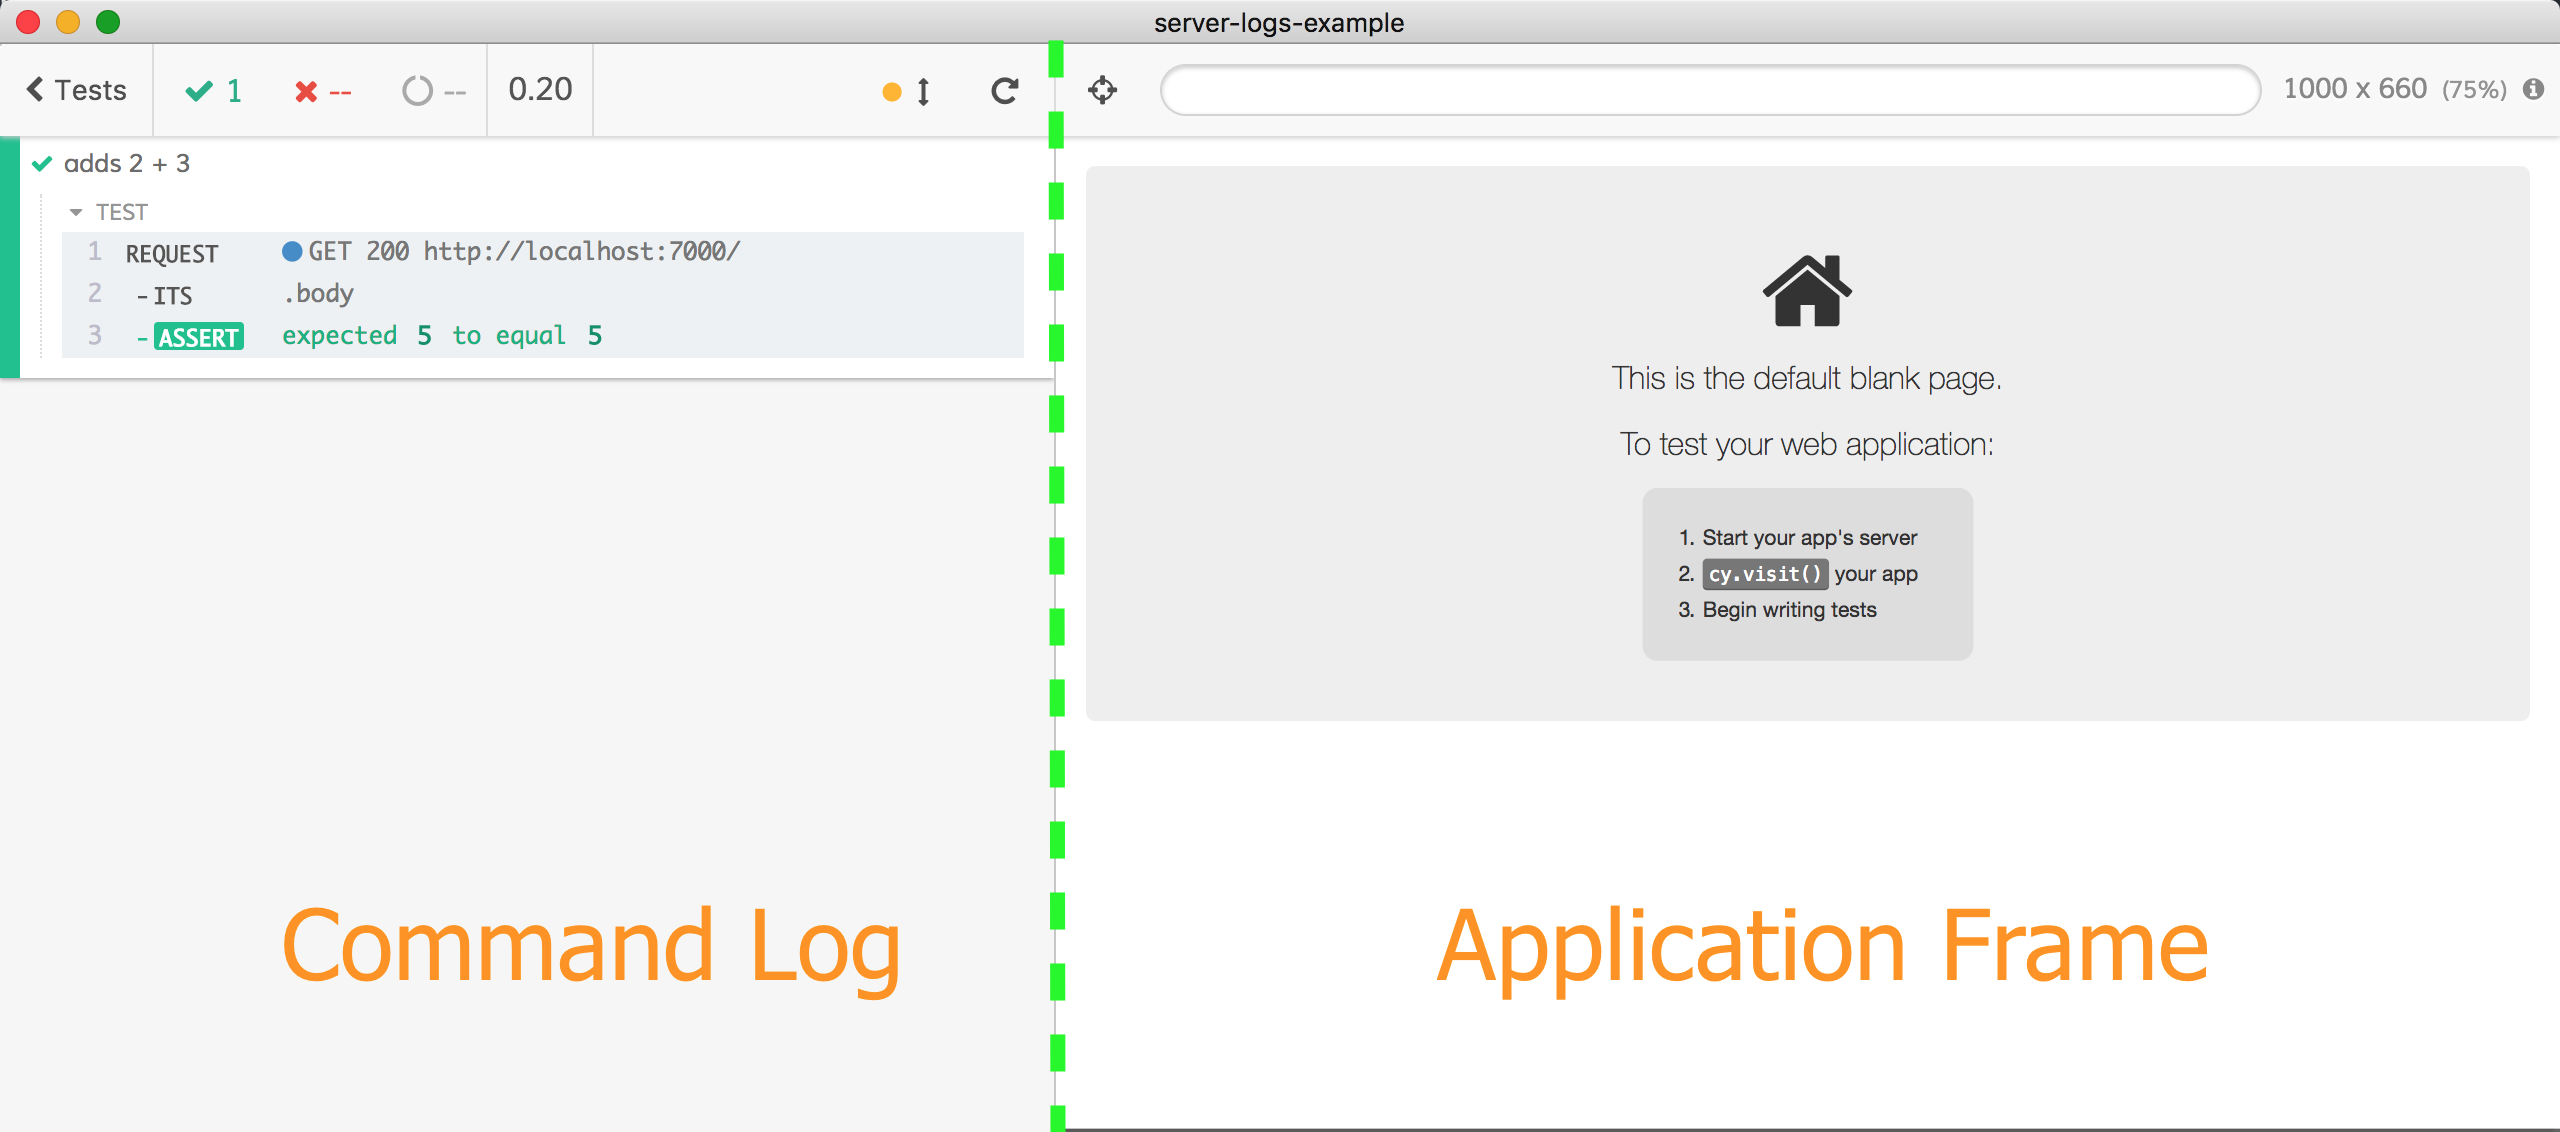 server-logs-example
Tests 1 -- -- 0.20 1000 x 660 (75%)
adds 2 + 3
TEST
1 REQUEST GET 200 http://localhost:7000/
2 -ITS .body
3 -ASSERT expected 5 to equal 5
This is the default blank page.
To test your web application:
1. Start your app's server
2. cy.visit() your app
3. Begin writing tests
Command Log
Application Frame